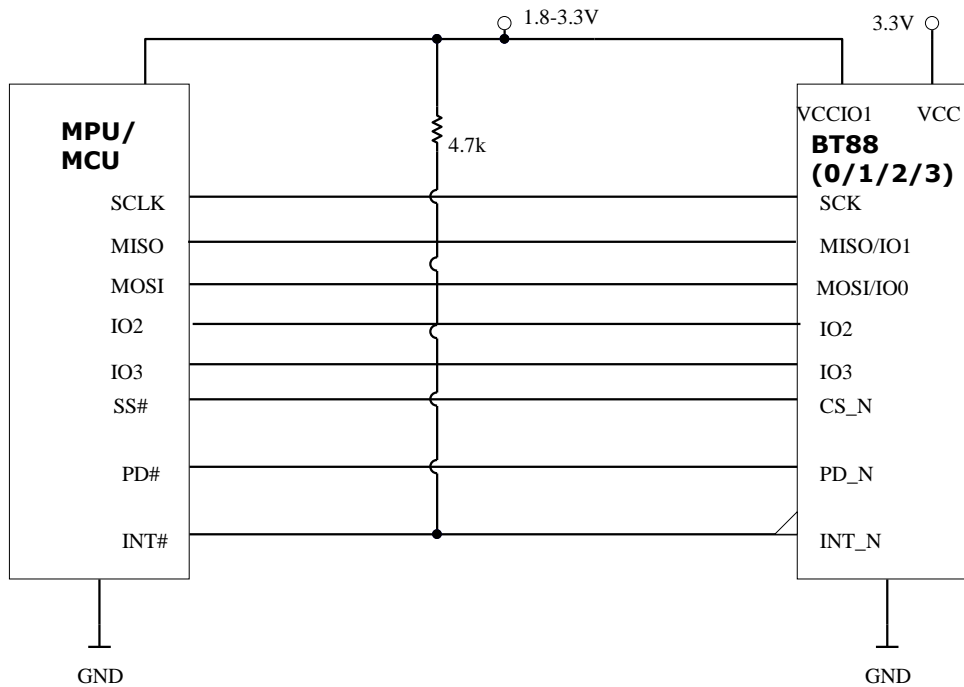 1.8-3.3V
3.3V
VCCIO1
VCC
MPU/
MCU
4.7k
BT88
(0/1/2/3)
SCLK
SCK
MISO
MISO/IO1
MOSI
MOSI/IO0
IO2
IO2
IO3
IO3
SS#
CS_N
PD#
PD_N
INT#
INT_N
GND
GND